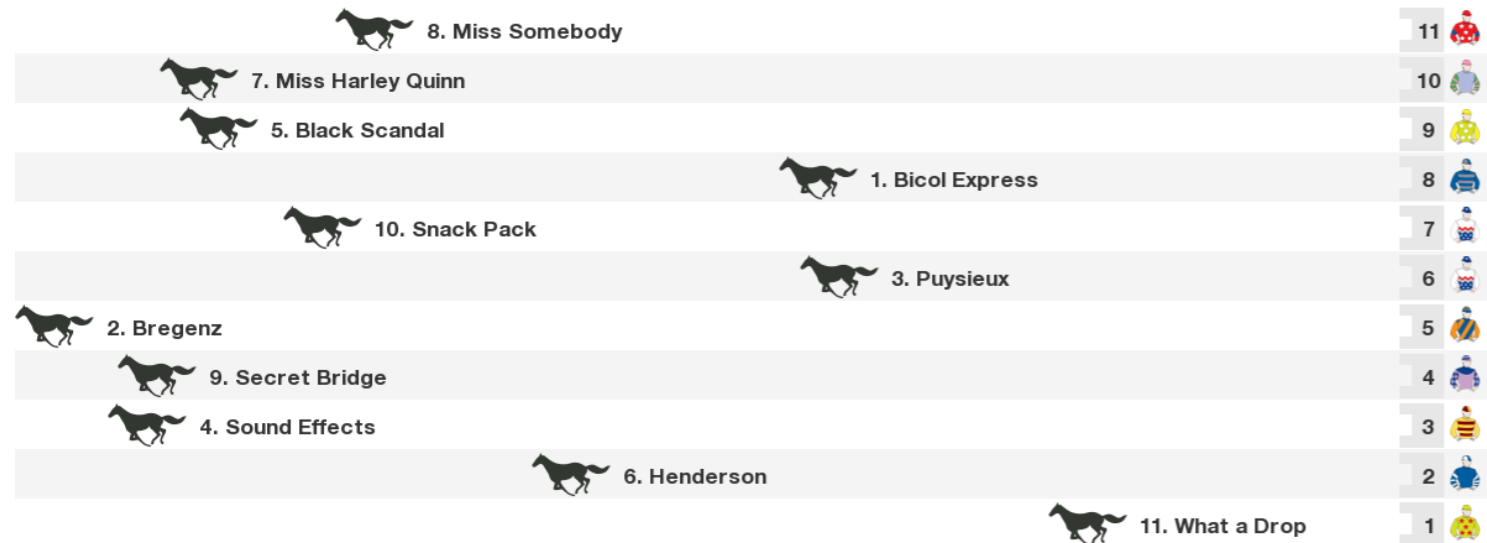 8. Miss Somebody 11
7. Miss Harley Quinn 10
5. Black Scandal 9
1. Bicol Express 8
10. Snack Pack 7
3. Puysieux 6
2. Bregenz 5
9. Secret Bridge 4
4. Sound Effects 3
6. Henderson 2
11. What a Drop 1